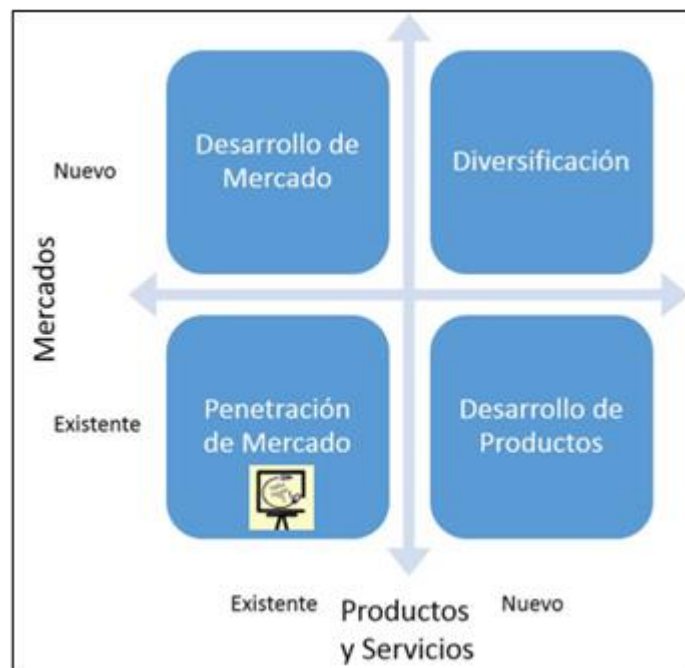 Desarrollo de
Mercado
Diversificación
Nuevo
Mercados
Penetración
de Mercado
Desarrollo de
Productos
Existente
Existente
Nuevo
Productos
y Servicios